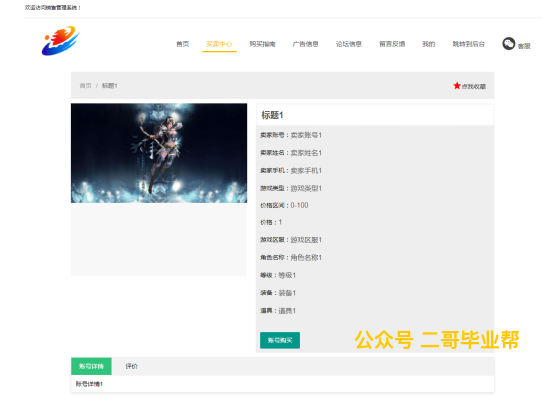 欢迎访问销售管理系统！
首页 买卖中心 购买指南 广告信息 论坛信息 留言反馈 我的 跳转到后台 客服
首页 / 标题1 点我收藏
标题1
卖家账号：卖家账号1
卖家姓名：卖家姓名1
卖家手机：卖家手机1
游戏类型：游戏类型1
价格区间：0-100
价格：1
游戏区服：游戏区服1
角色名称：角色名称1
等级：等级1
装备：装备1
道具：道具1
账号购买
公众号 二哥毕业帮
账号详情 评价
账号详情1